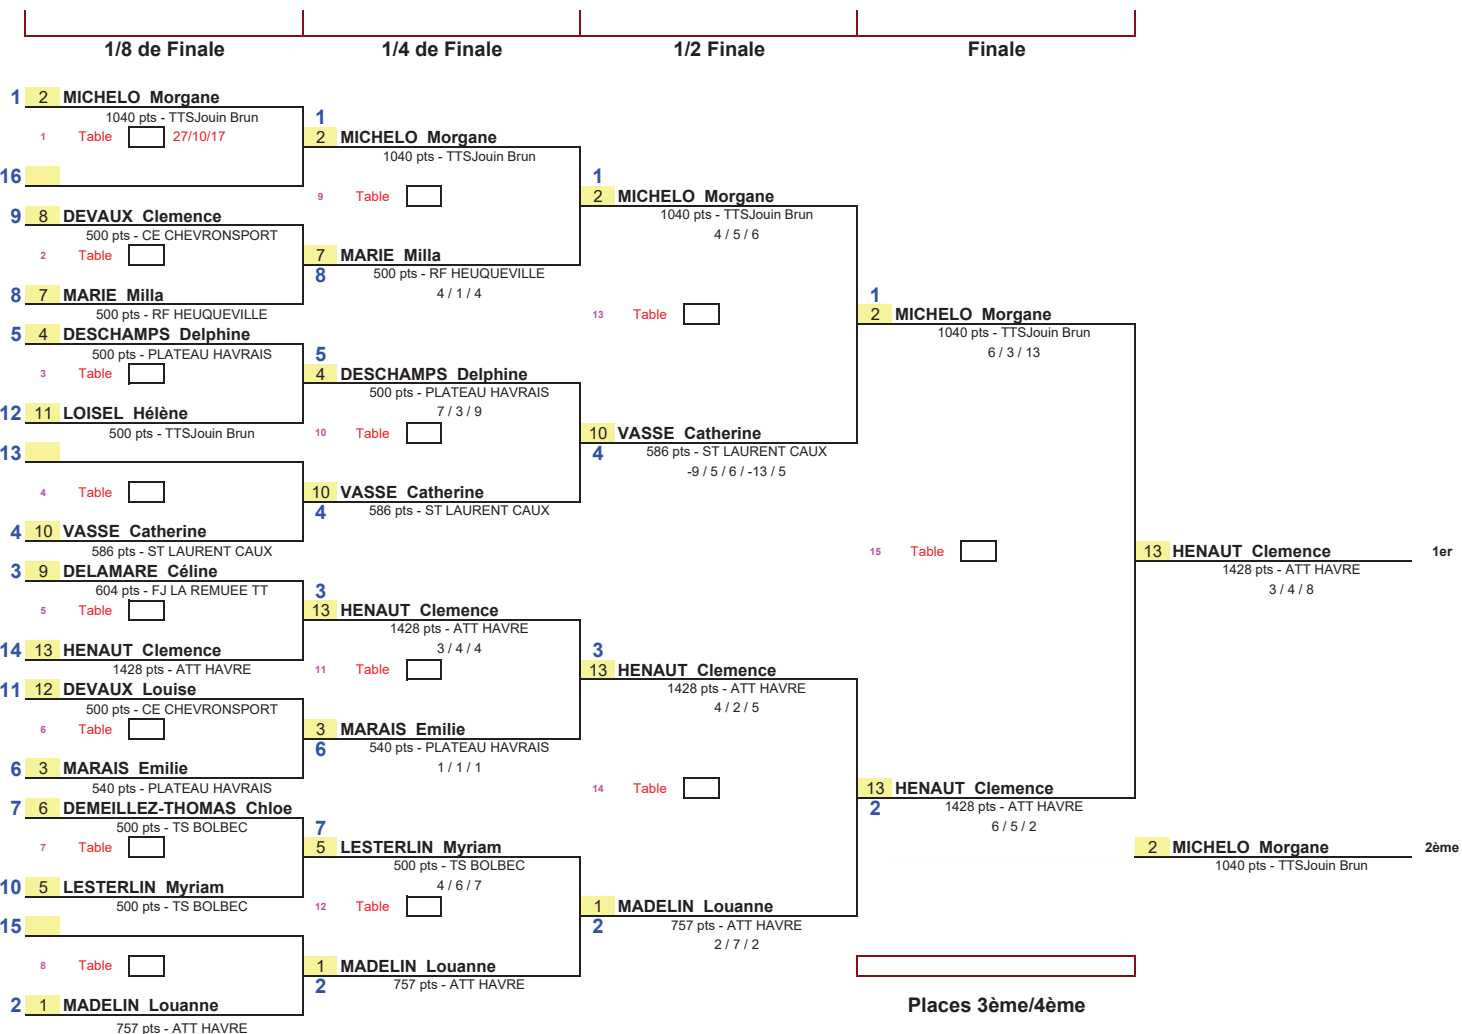 1/8 de Finale
1/4 de Finale
1/2 Finale
Finale
1 2 MICHELO Morgane
1040 pts - TTSJouin Brun
1 Table 27/10/17
16
9 8 DEVAUX Clemence
500 pts - CE CHEVRONSPORT
2 Table
8 7 MARIE Milla
500 pts - RF HEUQUEVILLE
5 4 DESCHAMPS Delphine
500 pts - PLATEAU HAVRAIS
3 Table
12 11 LOISEL Hélène
500 pts - TTSJouin Brun
13
4 Table
4 10 VASSE Catherine
586 pts - ST LAURENT CAUX
3 9 DELAMARE Céline
604 pts - FJ LA REMUEE TT
5 Table
14 13 HENAUT Clemence
1428 pts - ATT HAVRE
11 12 DEVAUX Louise
500 pts - CE CHEVRONSPORT
6 Table
6 3 MARAIS Emilie
540 pts - PLATEAU HAVRAIS
7 6 DEMEILLEZ-THOMAS Chloe
500 pts - TS BOLBEC
7 Table
10 5 LESTERLIN Myriam
500 pts - TS BOLBEC
15
8 Table
2 1 MADELIN Louanne
757 pts - ATT HAVRE
1
2 MICHELO Morgane
1040 pts - TTSJouin Brun
9 Table
7 MARIE Milla
8 500 pts - RF HEUQUEVILLE
4 / 1 / 4
5
4 DESCHAMPS Delphine
500 pts - PLATEAU HAVRAIS
7 / 3 / 9
10 Table
10 VASSE Catherine
4 586 pts - ST LAURENT CAUX
3
13 HENAUT Clemence
1428 pts - ATT HAVRE
3 / 4 / 4
11 Table
3 MARAIS Emilie
6 540 pts - PLATEAU HAVRAIS
1 / 1 / 1
7
5 LESTERLIN Myriam
500 pts - TS BOLBEC
4 / 6 / 7
12 Table
1 MADELIN Louanne
2 757 pts - ATT HAVRE
1
2 MICHELO Morgane
1040 pts - TTSJouin Brun
4 / 5 / 6
13 Table
10 VASSE Catherine
4 586 pts - ST LAURENT CAUX
-9 / 5 / 6 / -13 / 5
3
13 HENAUT Clemence
1428 pts - ATT HAVRE
4 / 2 / 5
14 Table
1 MADELIN Louanne
2 757 pts - ATT HAVRE
2 / 7 / 2
1
2 MICHELO Morgane
1040 pts - TTSJouin Brun
6 / 3 / 13
15 Table
13 HENAUT Clemence
2 1428 pts - ATT HAVRE
6 / 5 / 2
13 HENAUT Clemence 1er
1428 pts - ATT HAVRE
3 / 4 / 8
2 MICHELO Morgane 2ème
1040 pts - TTSJouin Brun
Places 3ème/4ème